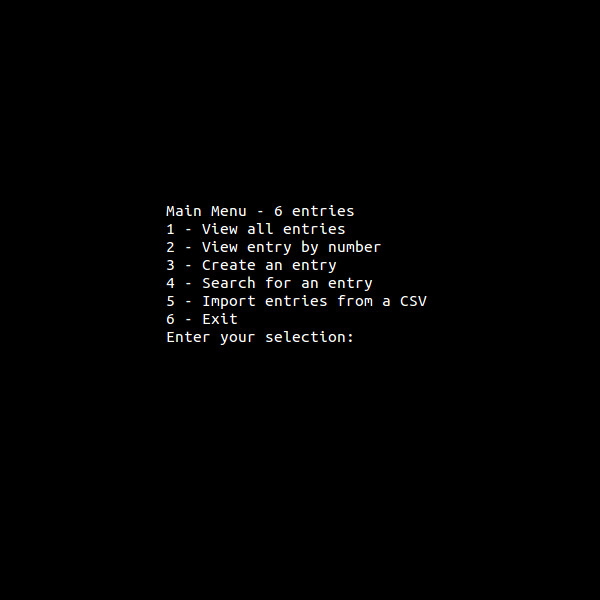 Main Menu - 6 entries
1 - View all entries
2 - View entry by number
3 - Create an entry
4 - Search for an entry
5 - Import entries from a CSV
6 - Exit
Enter your selection: